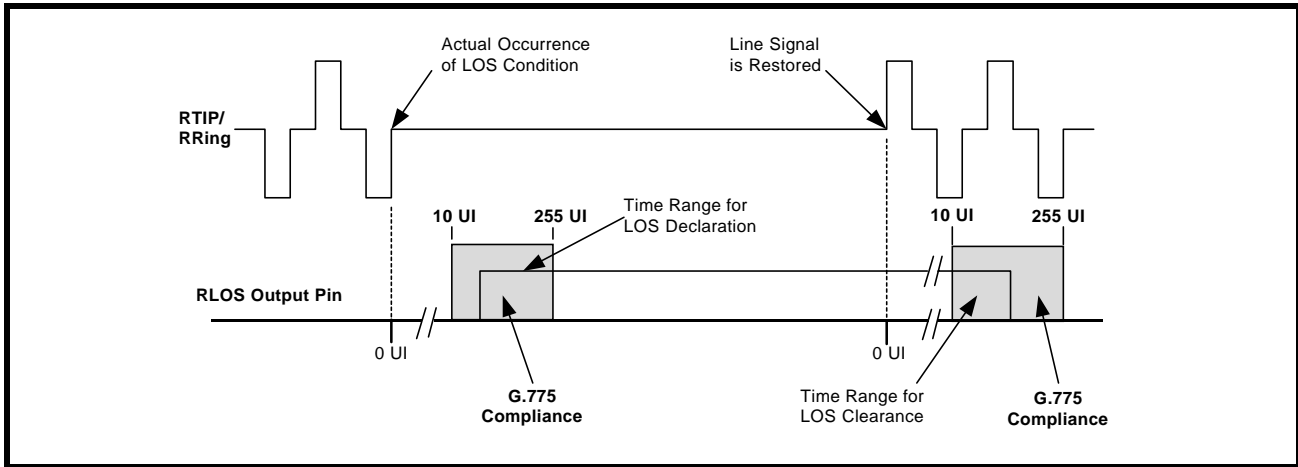 Actual Occurrence
of LOS Condition
Line Signal
is Restored
RTIP/
RRing
Time Range for
LOS Declaration
10 UI
255 UI
10 UI
255 UI
RLOS Output Pin
0 UI
0 UI
G.775
Compliance
Time Range for
LOS Clearance
G.775
Compliance